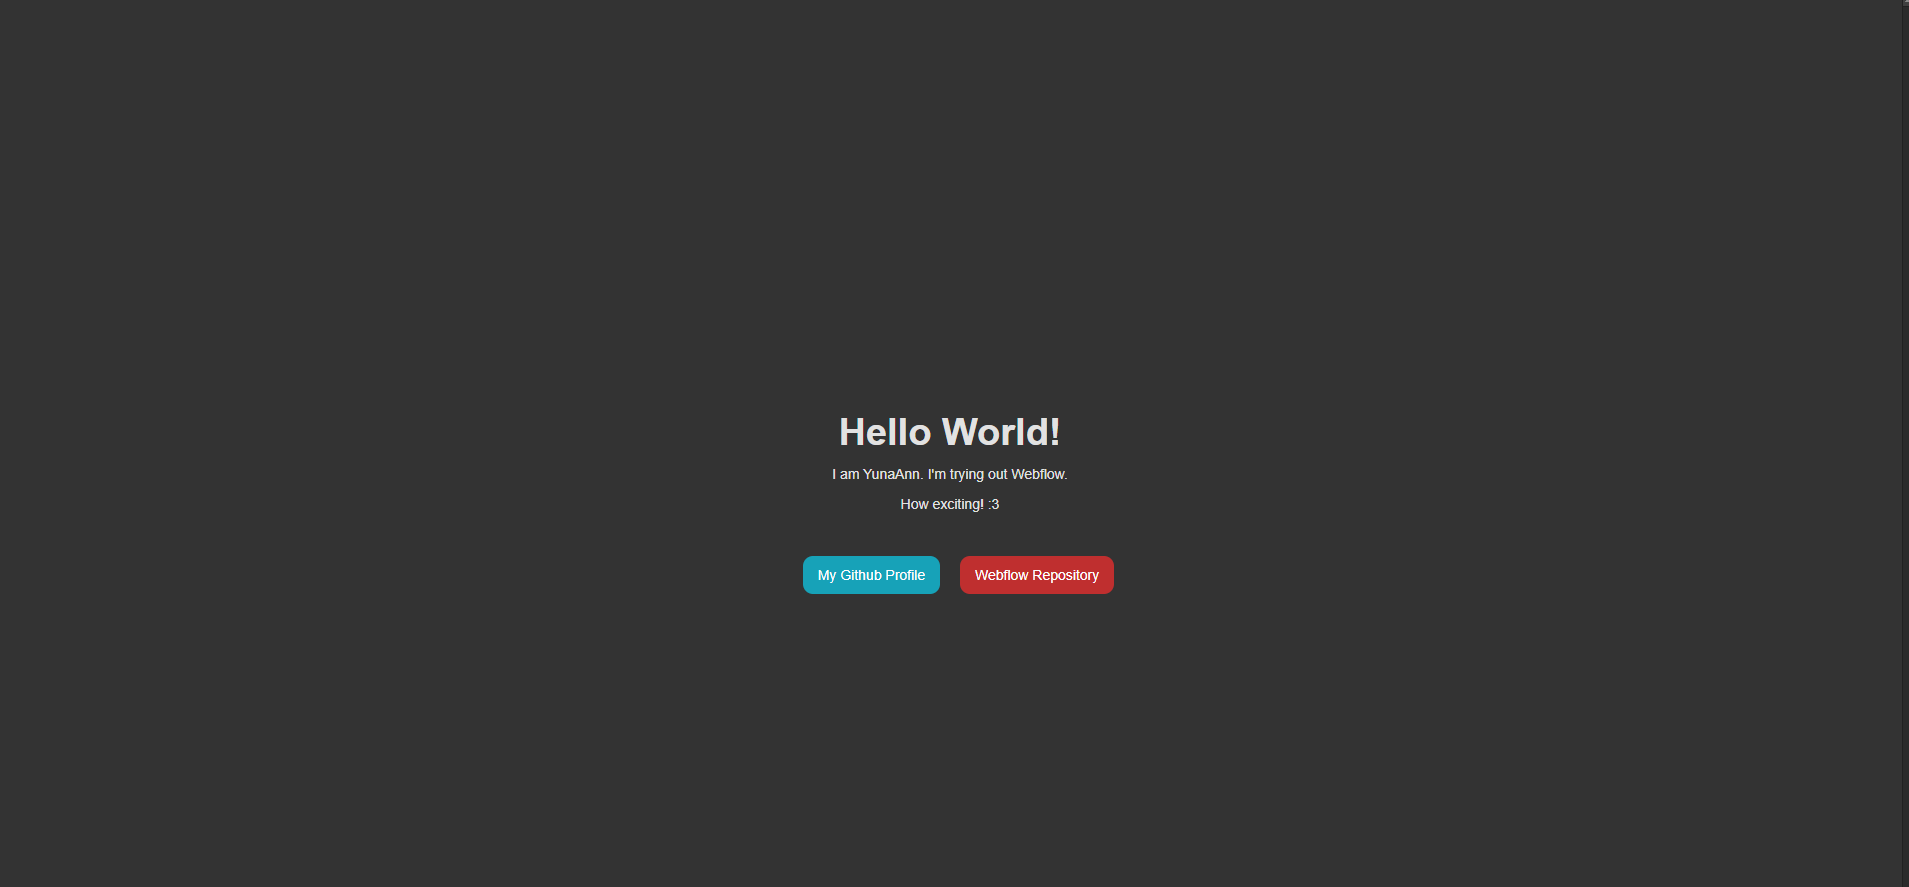 Hello World!
I am YunaAnn. I'm trying out Webflow.
How exciting! :3
My Github Profile
Webflow Repository